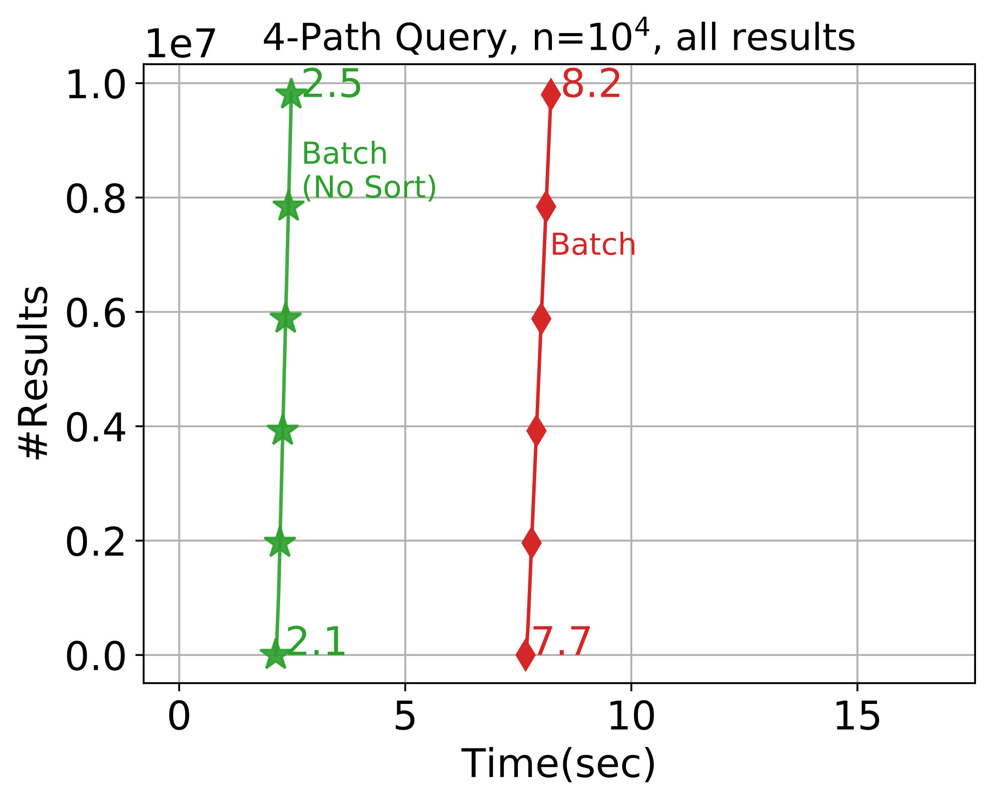 1e7
4-Path Query, n=10⁴, all results
1.0
0.8
0.6
0.4
0.2
0.0
#Results
2.5
8.2
Batch
(No Sort)
Batch
2.1
7.7
0
5
10
15
Time(sec)